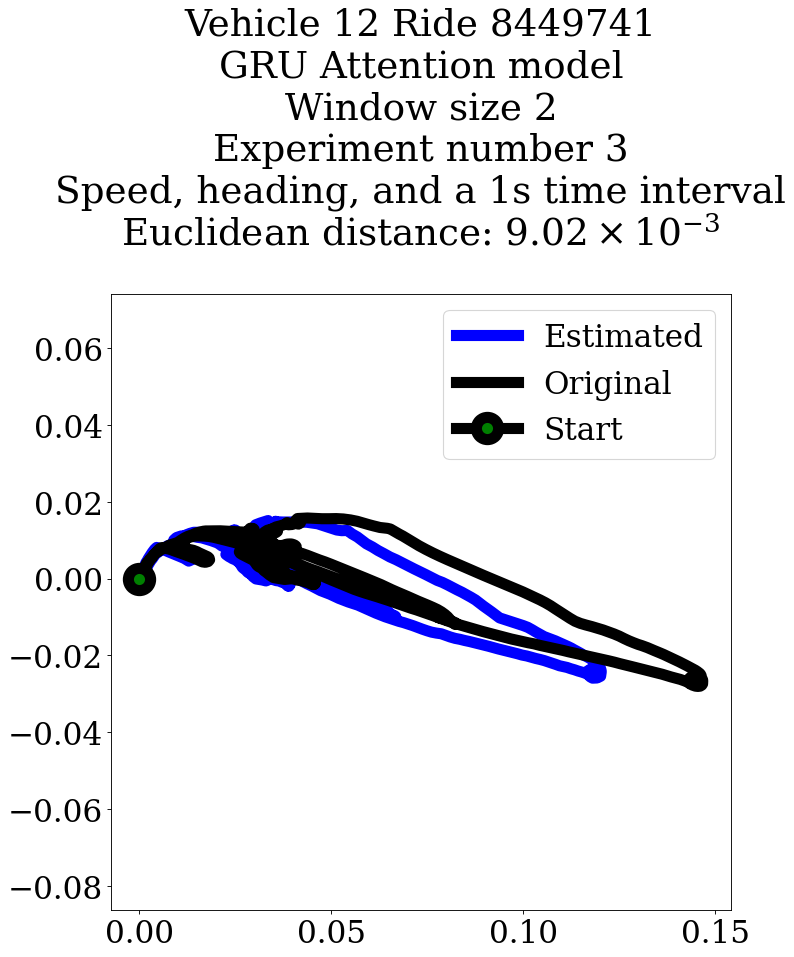 Vehicle 12 Ride 8449741
GRU Attention model
Window size 2
Experiment number 3
Speed, heading, and a 1s time interval
Euclidean distance: 9.02 × 10⁻³
Estimated
Original
Start
0.06
0.04
0.02
0.00
−0.02
−0.04
−0.06
−0.08
0.00 0.05 0.10 0.15